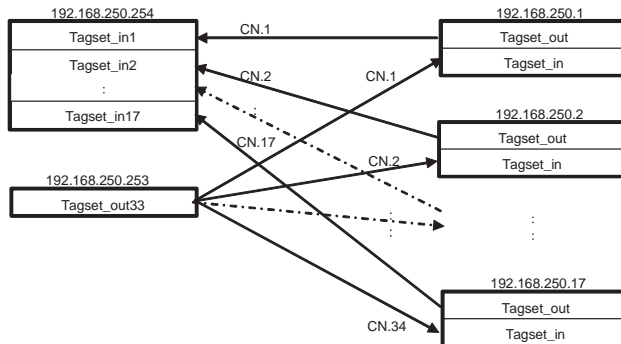 192.168.250.254
Tagset_in1
Tagset_in2
:
Tagset_in17
192.168.250.253
Tagset_out33
CN.1
CN.2
CN.1
:
CN.17
CN.2
: :
CN.34
192.168.250.1
Tagset_out
Tagset_in
192.168.250.2
Tagset_out
Tagset_in
: :
192.168.250.17
Tagset_out
Tagset_in